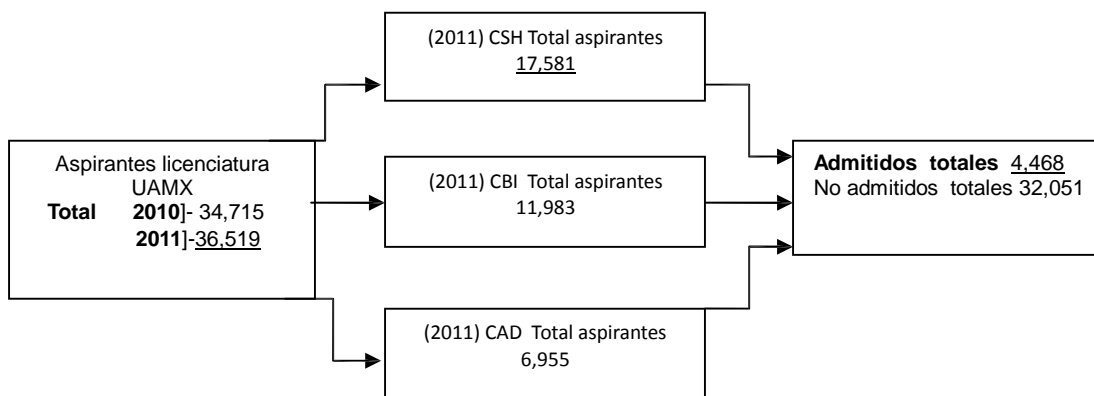 (2011) CSH Total aspirantes
17,581
Aspirantes licenciatura
UAMX
Total 2010]- 34,715
2011]-36,519
(2011) CBI Total aspirantes
11,983
Admitidos totales 4,468
No admitidos totales 32,051
(2011) CAD Total aspirantes
6,955